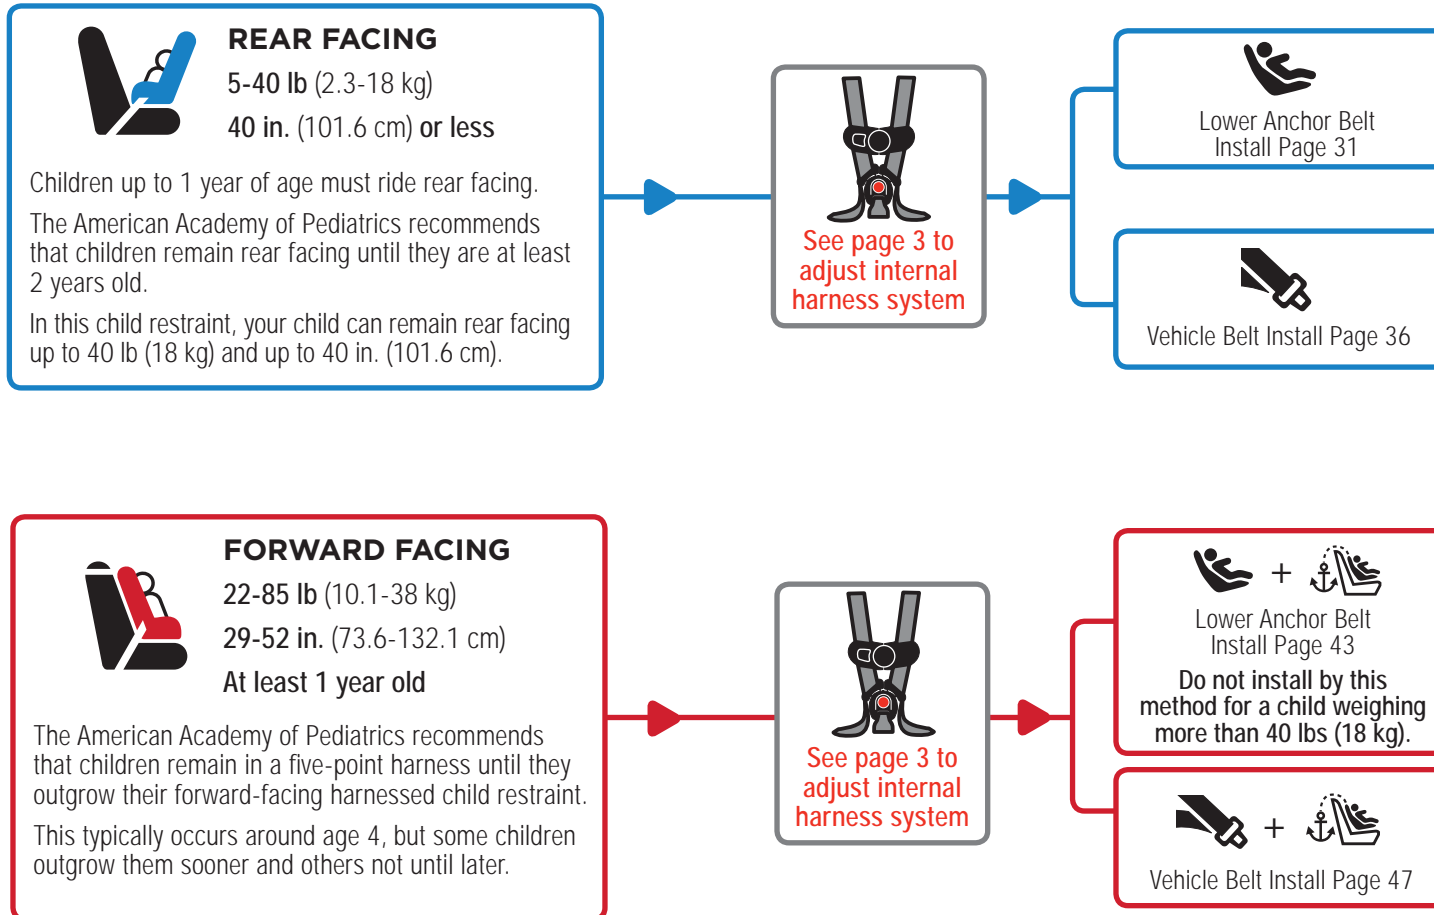 REAR FACING
5-40 lb (2.3-18 kg)
40 in. (101.6 cm) or less
Children up to 1 year of age must ride rear facing.
The American Academy of Pediatrics recommends
that children remain rear facing until they are at least
2 years old.
In this child restraint, your child can remain rear facing
up to 40 lb (18 kg) and up to 40 in. (101.6 cm).
See page 3 to
adjust internal
harness system
Lower Anchor Belt
Install Page 31
Vehicle Belt Install Page 36
FORWARD FACING
22-85 lb (10.1-38 kg)
29-52 in. (73.6-132.1 cm)
At least 1 year old
The American Academy of Pediatrics recommends
that children remain in a five-point harness until they
outgrow their forward-facing harnessed child restraint.
This typically occurs around age 4, but some children
outgrow them sooner and others not until later.
See page 3 to
adjust internal
harness system
+
Lower Anchor Belt
Install Page 43
Do not install by this
method for a child weighing
more than 40 lbs (18 kg).
+
Vehicle Belt Install Page 47